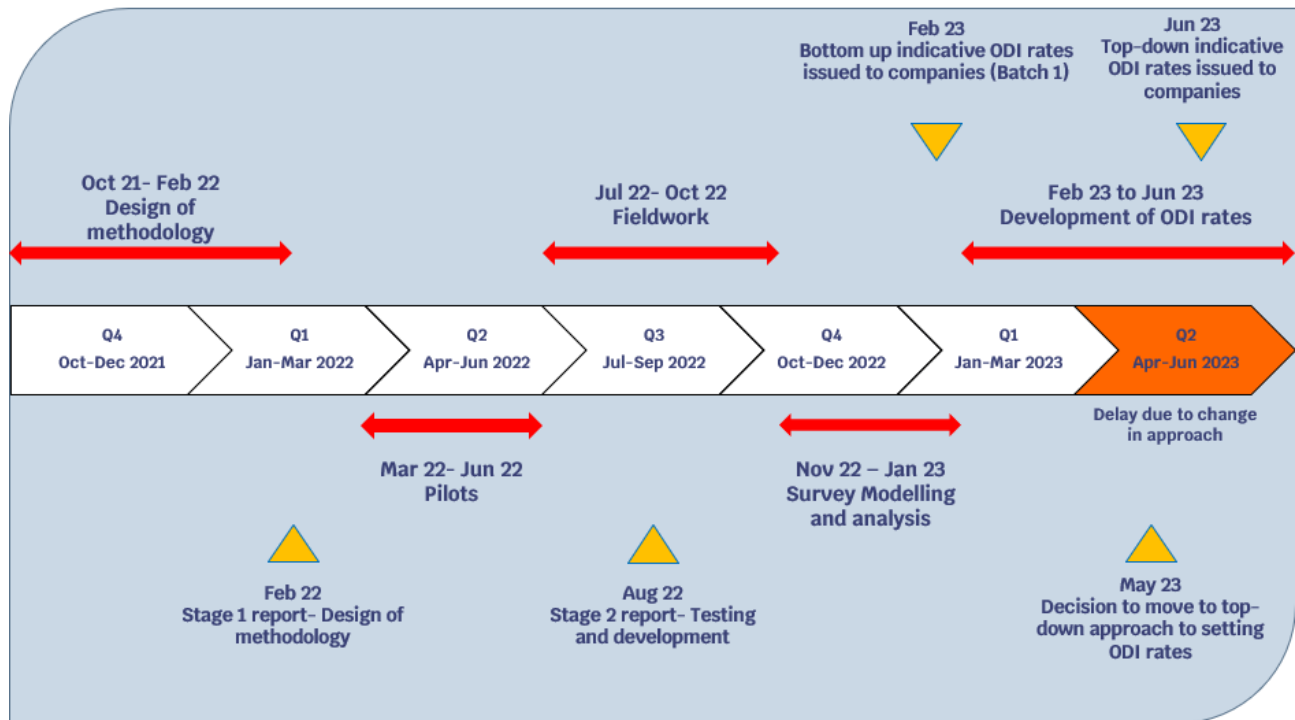 Feb 23
Bottom up indicative ODI rates
issued to companies (Batch 1)
Jun 23
Top-down indicative
ODI rates issued to
companies
Oct 21- Feb 22
Design of
methodology
Jul 22- Oct 22
Fieldwork
Feb 23 to Jun 23
Development of ODI rates
Q4
Oct-Dec 2021
Q1
Jan-Mar 2022
Q2
Apr-Jun 2022
Q3
Jul-Sep 2022
Q4
Oct-Dec 2022
Q1
Jan-Mar 2023
Q2
Apr-Jun 2023
Delay due to change
in approach
Mar 22- Jun 22
Pilots
Nov 22 – Jan 23
Survey Modelling
and analysis
Feb 22
Stage 1 report- Design of
methodology
Aug 22
Stage 2 report- Testing
and development
May 23
Decision to move to top-
down approach to setting
ODI rates